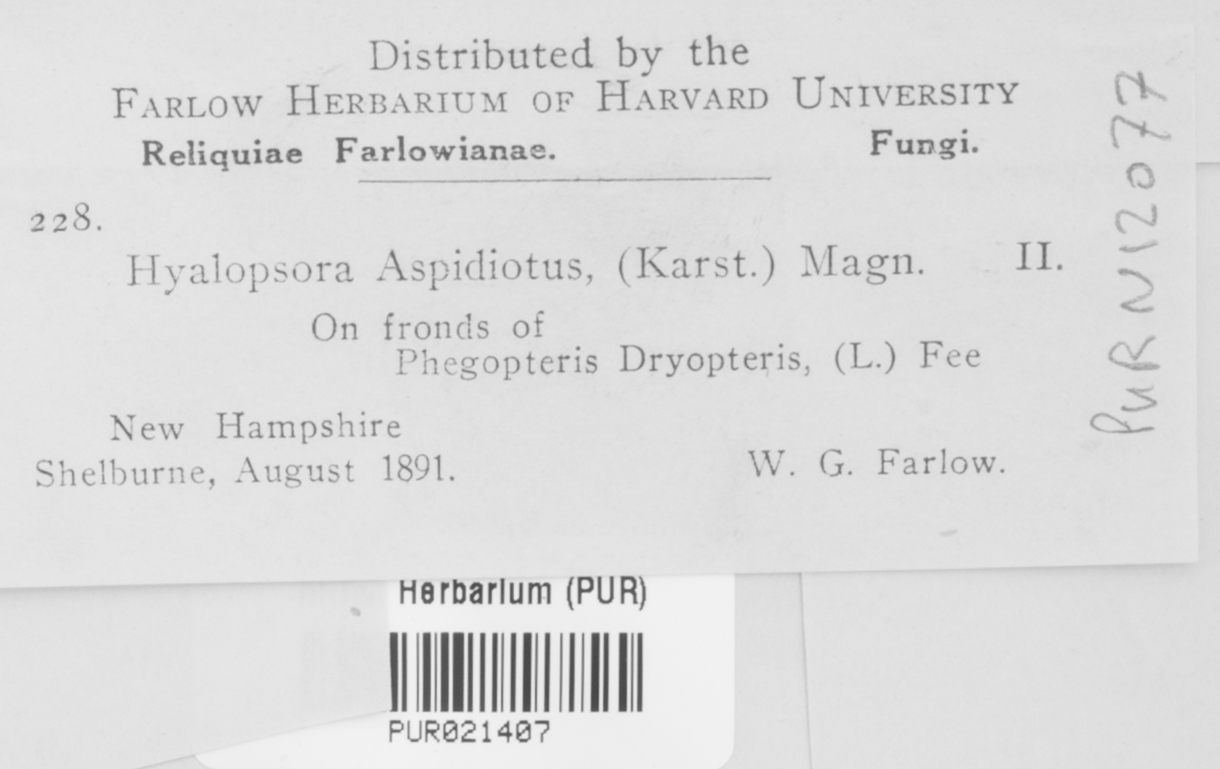 Distributed by the
FARLOW HERBARIUM OF HARVARD UNIVERSITY
Reliquiae Farlowianae. Fungi.
228.
Hyalopsora Aspidiotus, (Karst.) Magn. II.
On fronds of
Phegopteris Dryopteris, (L.) Fee
New Hampshire
Shelburne, August 1891. W. G. Farlow.
PUR N12077
Herbarium (PUR)
PUR021407